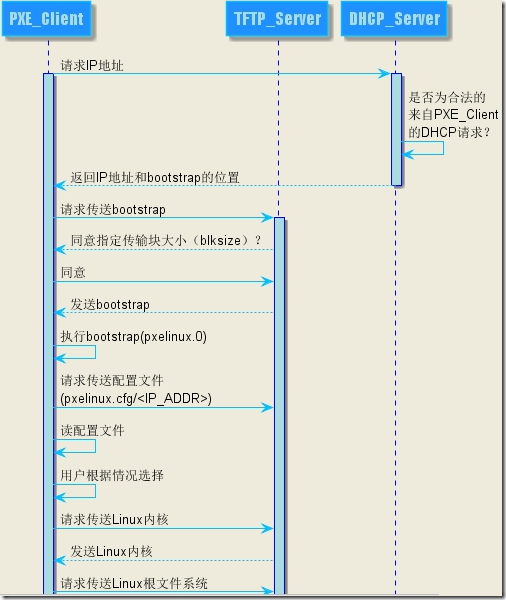 PXE_Client
TFTP_Server
DHCP_Server
请求IP地址
是否为合法的
来自PXE_Client
的DHCP请求？
返回IP地址和bootstrap的位置
请求传送bootstrap
同意指定传输块大小（blksize）？
同意
发送bootstrap
执行bootstrap(pxelinux.0)
请求传送配置文件
(pxelinux.cfg/<IP_ADDR>)
读配置文件
用户根据情况选择
请求传送Linux内核
发送Linux内核
请求传送Linux根文件系统